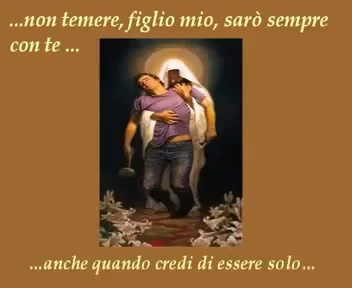 ...non temere, figlio mio, sarò sempre
con te ...
...anche quando credi di essere solo...